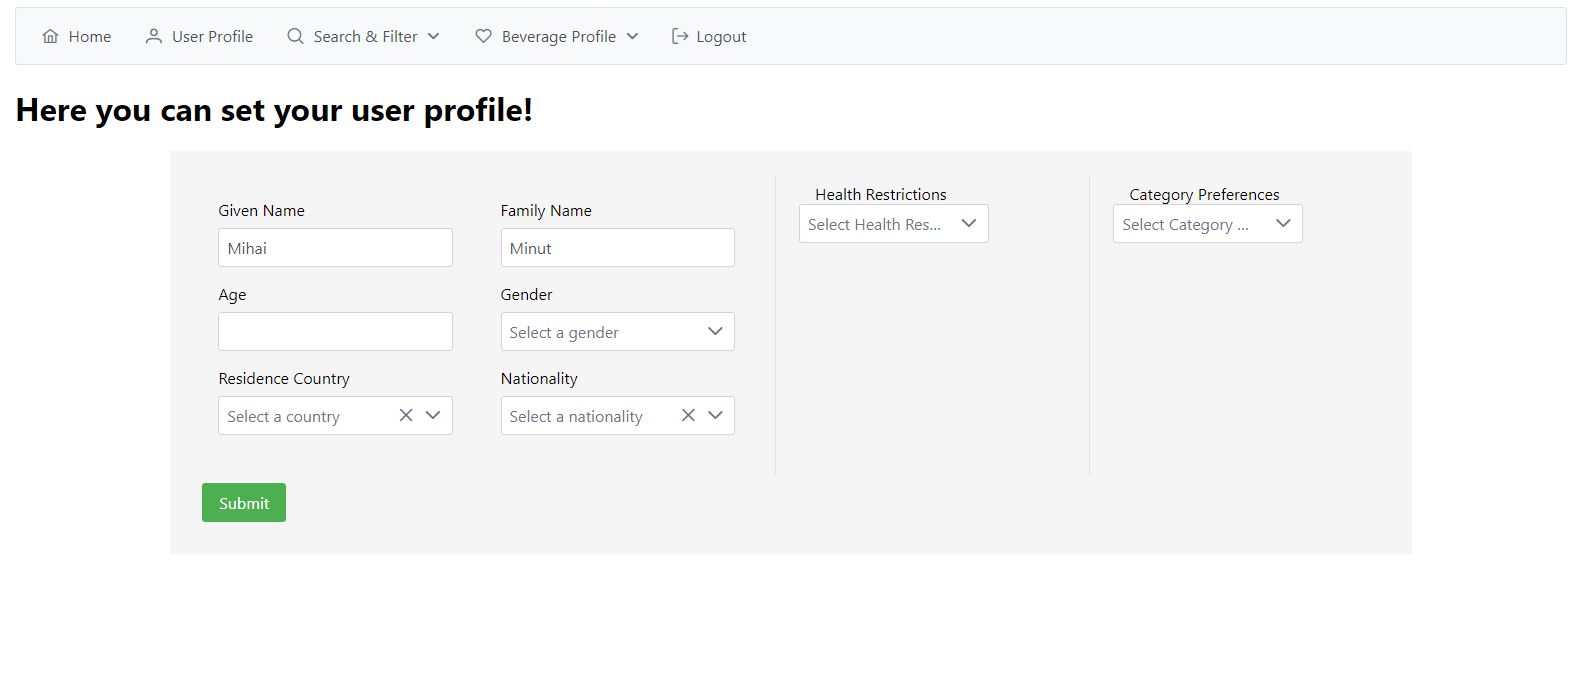 Home User Profile Search & Filter Beverage Profile Logout
Here you can set your user profile!
Given Name
Mihai
Family Name
Minut
Age
Gender
Select a gender
Residence Country
Select a country
Nationality
Select a nationality
Health Restrictions
Select Health Res...
Category Preferences
Select Category ...
Submit